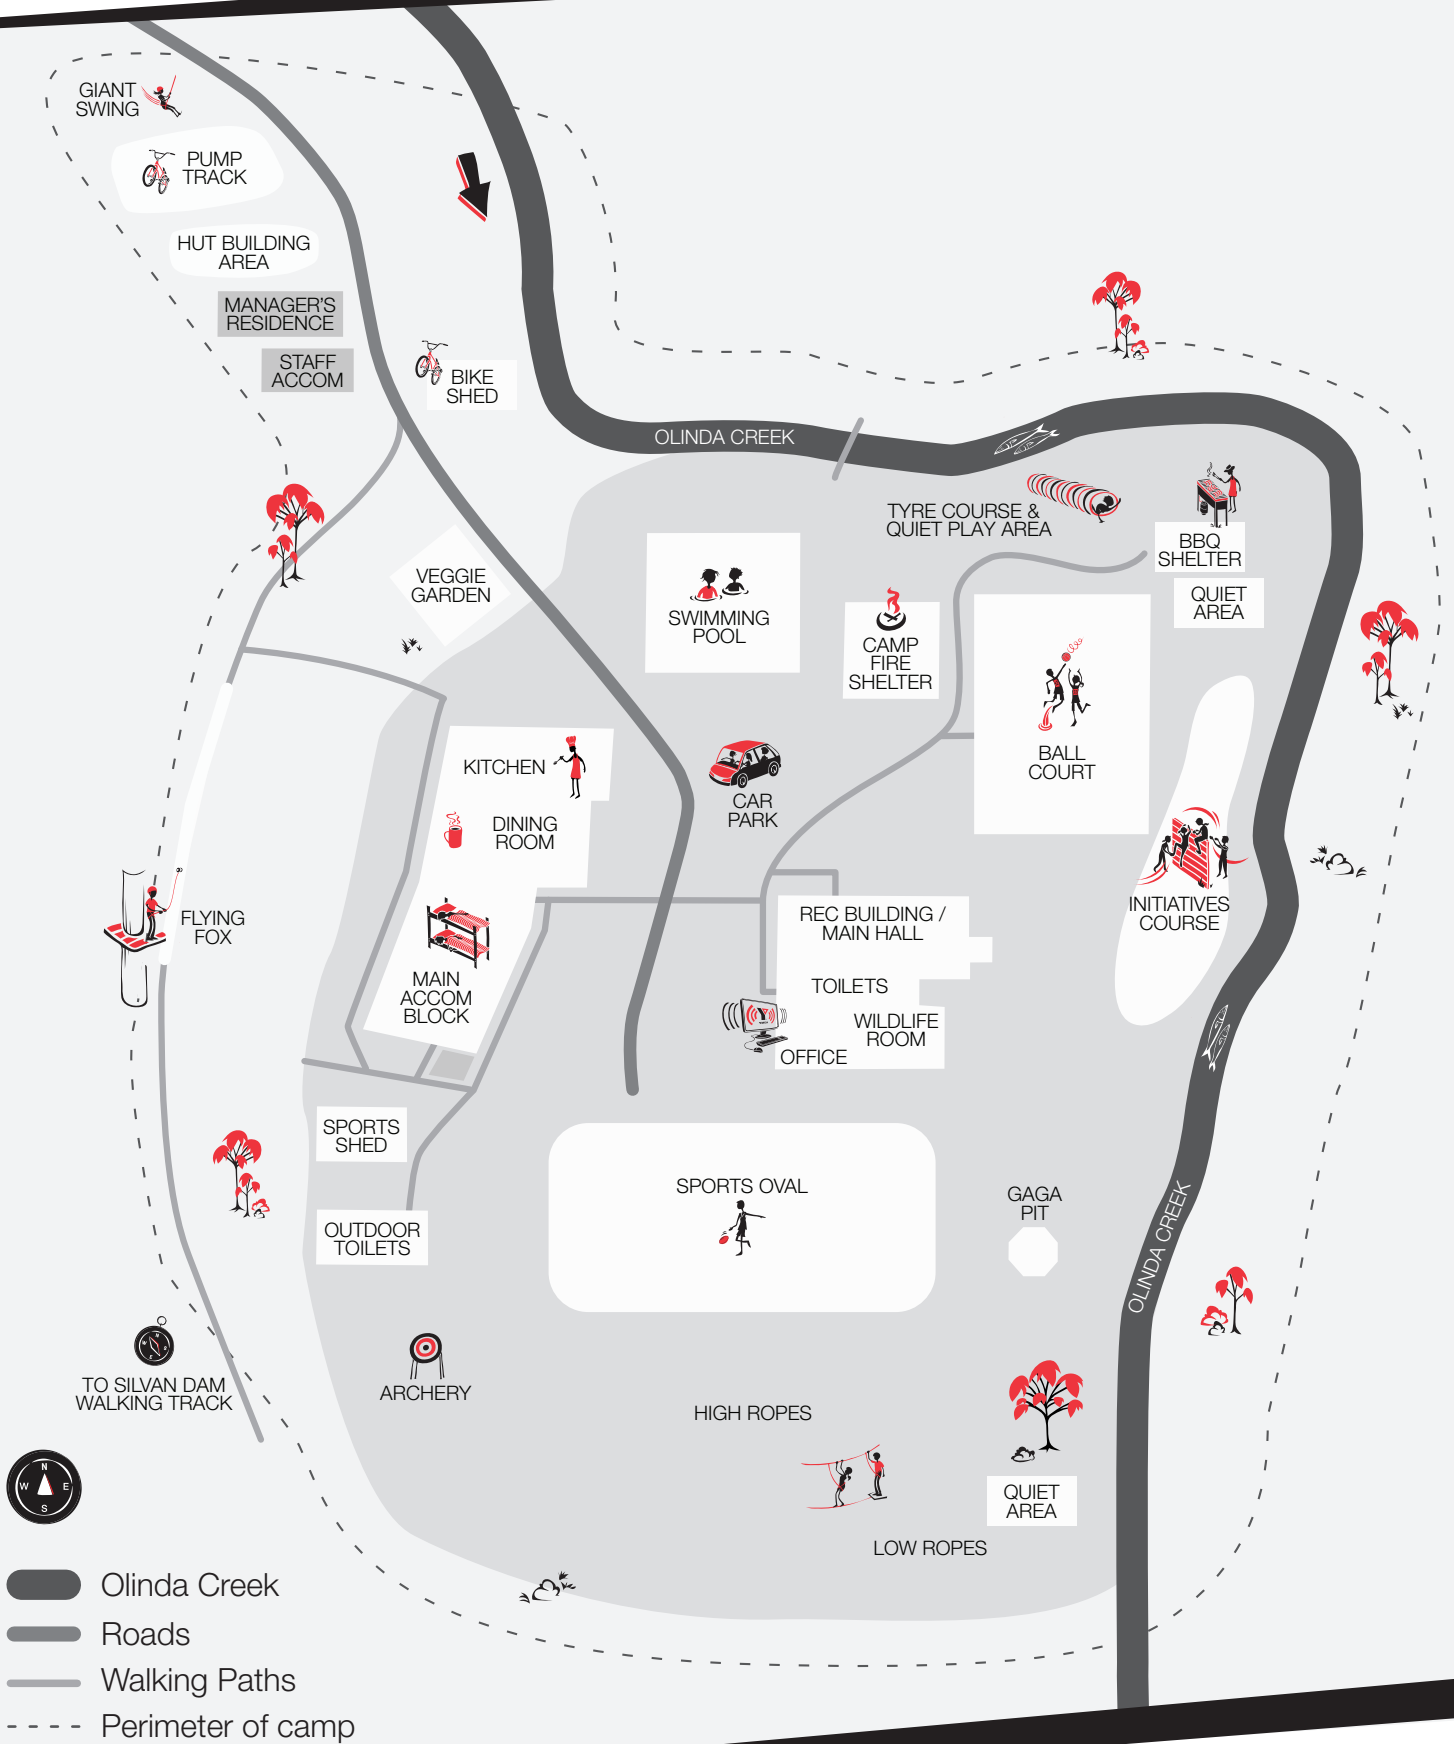 GIANT
SWING
PUMP
TRACK
HUT BUILDING
AREA
MANAGER'S
RESIDENCE
STAFF
ACCOM
BIKE
SHED
OLINDA CREEK
TYRE COURSE &
QUIET PLAY AREA
BBQ
SHELTER
QUIET
AREA
VEGGIE
GARDEN
SWIMMING
POOL
CAMP
FIRE
SHELTER
BALL
COURT
KITCHEN
DINING
ROOM
CAR
PARK
FLYING
FOX
MAIN
ACCOM
BLOCK
REC BUILDING /
MAIN HALL
TOILETS
WILDLIFE
ROOM
OFFICE
INITIATIVES
COURSE
SPORTS
SHED
OUTDOOR
TOILETS
SPORTS OVAL
GAGA
PIT
OLINDA CREEK
ARCHERY
TO SILVAN DAM
WALKING TRACK
HIGH ROPES
LOW ROPES
QUIET
AREA
N
W E
S
Olinda Creek
Roads
Walking Paths
Perimeter of camp